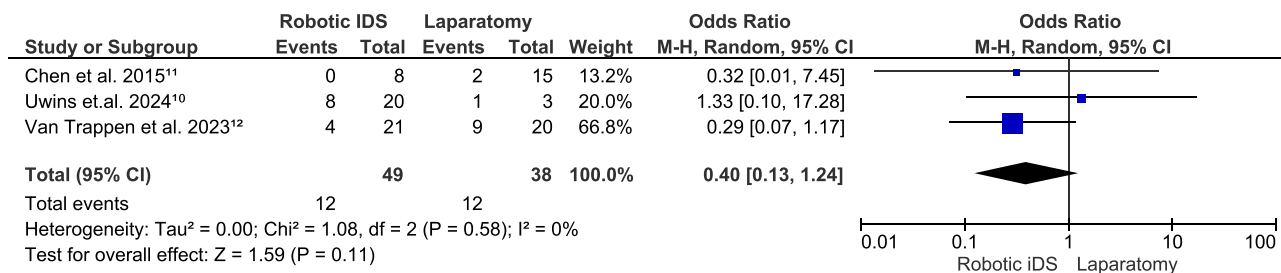 Robotic IDS Laparatomy Odds Ratio Odds Ratio
Study or Subgroup Events Total Events Total Weight M-H, Random, 95% CI M-H, Random, 95% CI
Chen et al. 2015¹¹ 0 8 2 15 13.2% 0.32 [0.01, 7.45]
Uwins et.al. 2024¹⁰ 8 20 1 3 20.0% 1.33 [0.10, 17.28]
Van Trappen et al. 2023¹² 4 21 9 20 66.8% 0.29 [0.07, 1.17]
Total (95% CI) 49 38 100.0% 0.40 [0.13, 1.24]
Total events 12 12
Heterogeneity: Tau² = 0.00; Chi² = 1.08, df = 2 (P = 0.58); I² = 0%
Test for overall effect: Z = 1.59 (P = 0.11)
0.01 0.1 1 10 100
Robotic iDS Laparatomy